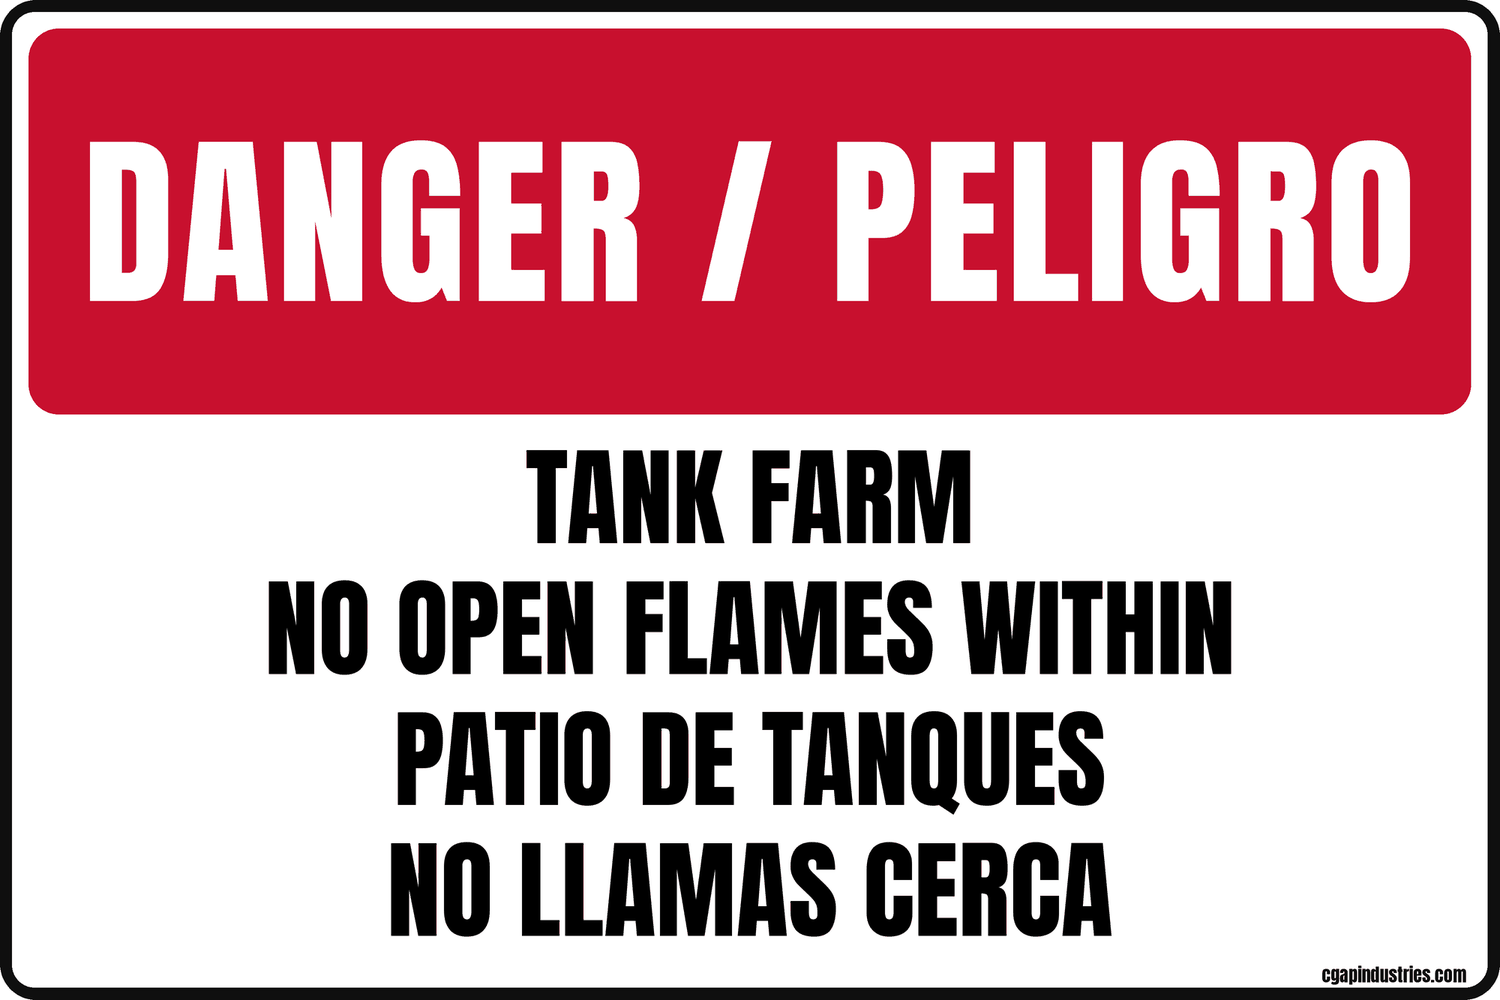 DANGER / PELIGRO
TANK FARM
NO OPEN FLAMES WITHIN
PATIO DE TANQUES
NO LLAMAS CERCA
cgapindustries.com